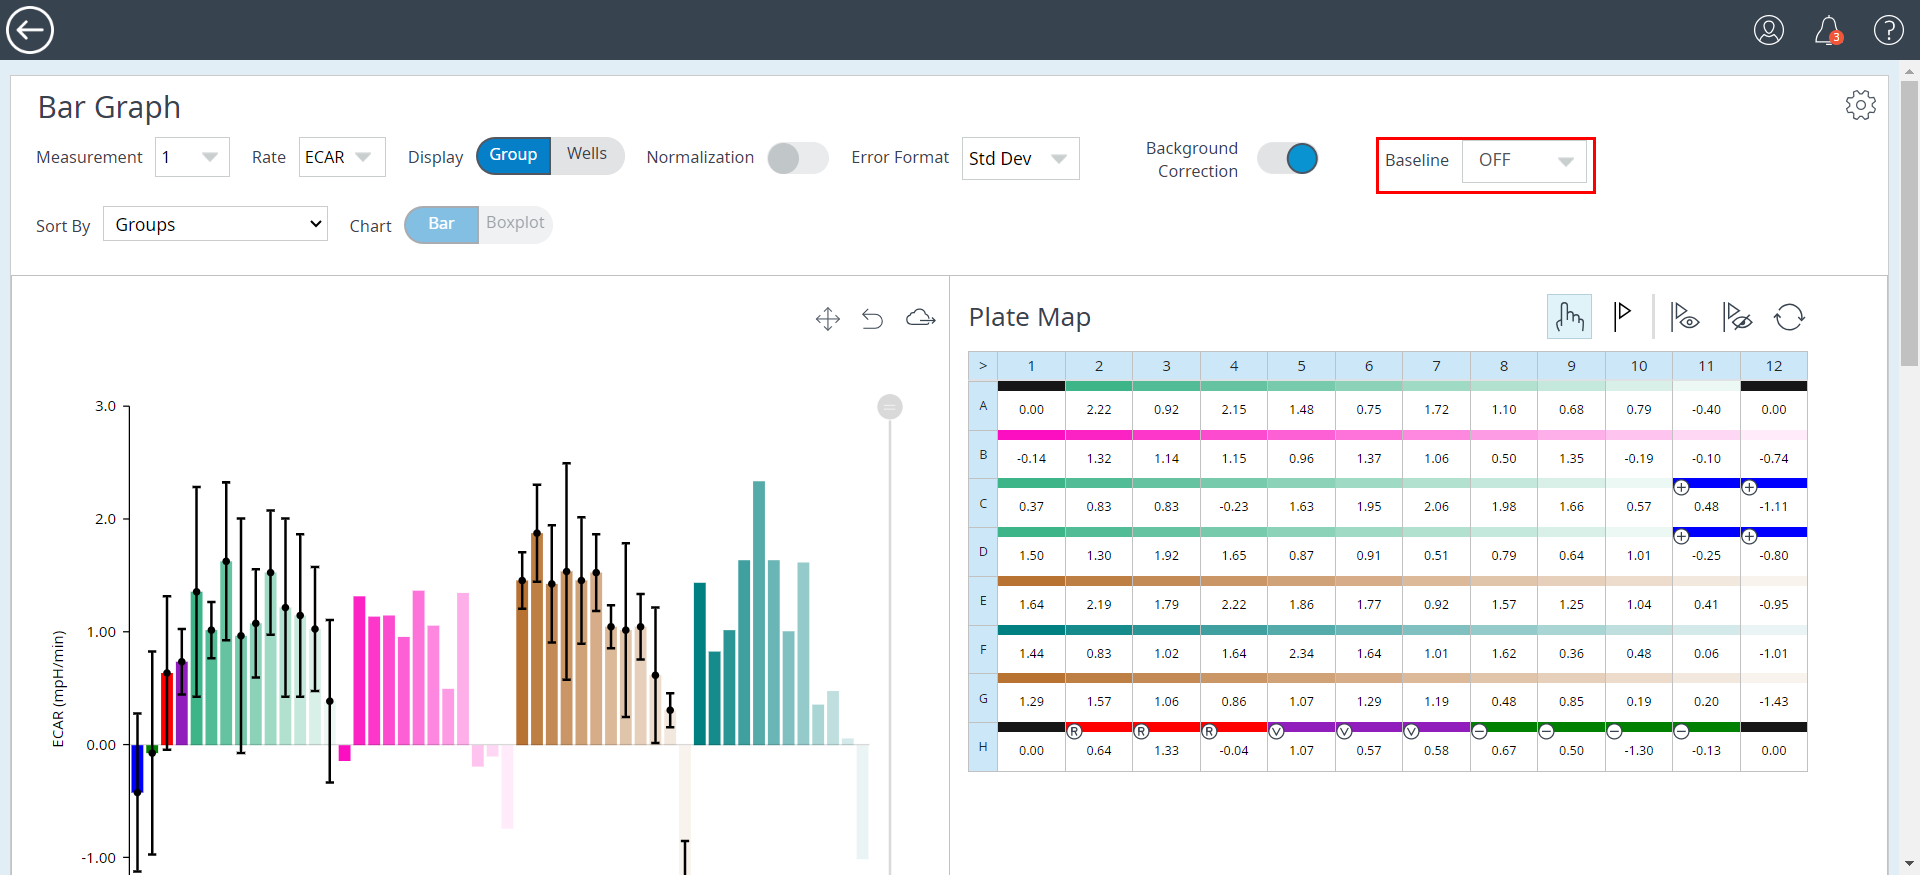 3
Bar Graph
Measurement 1 Rate ECAR Display Group Wells Normalization Error Format Std Dev Background Correction Baseline OFF
Sort By Groups Chart Bar Boxplot
Plate Map
> 1 2 3 4 5 6 7 8 9 10 11 12
A 0.00 2.22 0.92 2.15 1.48 0.75 1.72 1.10 0.68 0.79 -0.40 0.00
B -0.14 1.32 1.14 1.15 0.96 1.37 1.06 0.50 1.35 -0.19 -0.10 -0.74
C 0.37 0.83 0.83 -0.23 1.63 1.95 2.06 1.98 1.66 0.57 0.48 -1.11
D 1.50 1.30 1.92 1.65 0.87 0.91 0.51 0.79 0.64 1.01 -0.25 -0.80
E 1.64 2.19 1.79 2.22 1.86 1.77 0.92 1.57 1.25 1.04 0.41 -0.95
F 1.44 0.83 1.02 1.64 2.34 1.64 1.01 1.62 0.36 0.48 0.06 -1.01
G 1.29 1.57 1.06 0.86 1.07 1.29 1.19 0.48 0.85 0.19 0.20 -1.43
R R R V V V
H 0.00 0.64 1.33 -0.04 1.07 0.57 0.58 0.67 0.50 -1.30 -0.13 0.00
ECAR (mpH/min)
3.0
2.0
1.00
0.00
-1.00